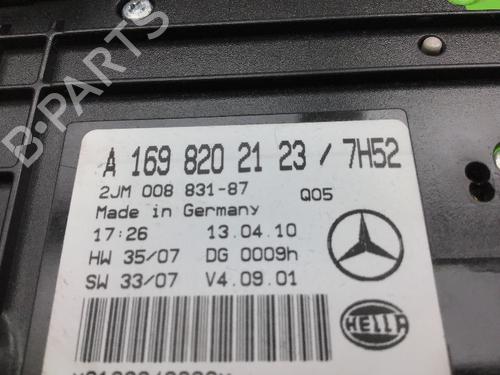 B-PARTS
A 169 820 21 23 / 7H52
2JM 008 831-87 Q05
Made in Germany
17:26 13.04.10
HW 35/07 DG 0009h
SW 33/07 V4.09.01
HELLA